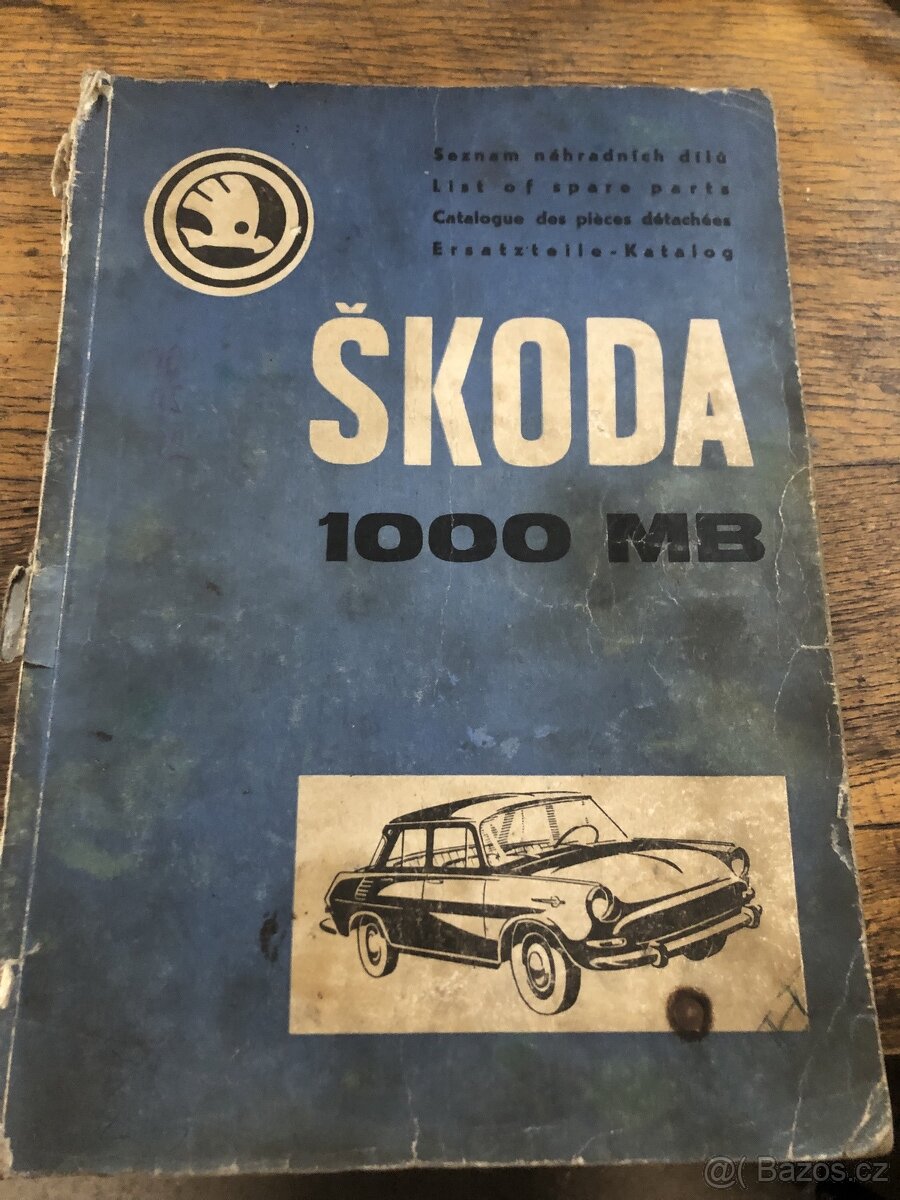 Seznam náhradních dílů
List of spare parts
Catalogue des pièces détachées
Ersatzteile-Katalog
ŠKODA
1000 MB
@( Bazos.cz